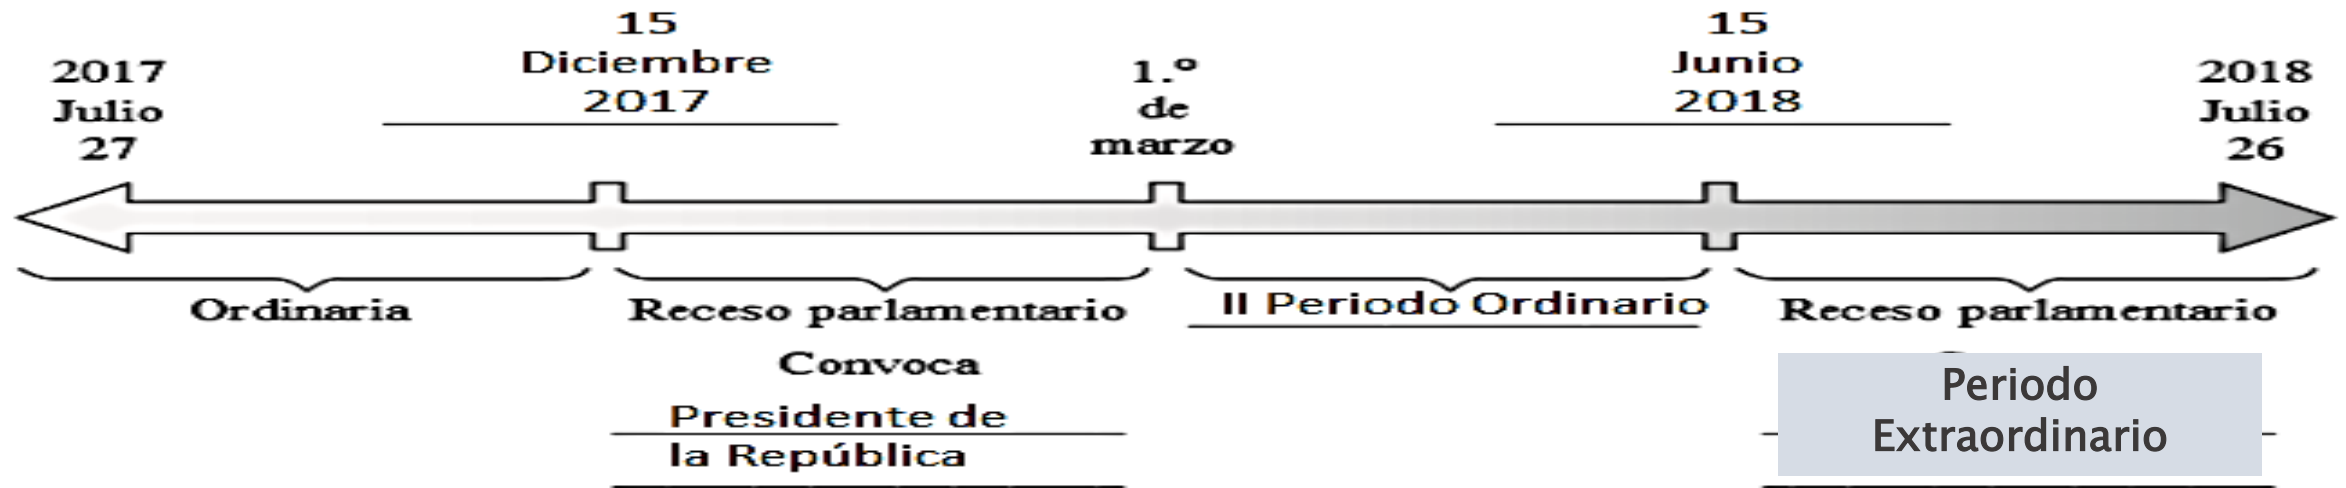 2017
Julio
27
15
Diciembre
2017
1.º
de
marzo
15
Junio
2018
2018
Julio
26
Ordinaria
Receso parlamentario
Convoca
Presidente de
la República
II Periodo Ordinario
Receso parlamentario
Periodo
Extraordinario